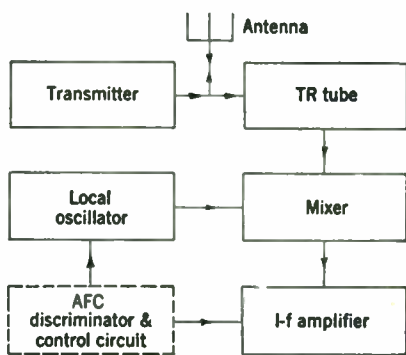 Antenna
Transmitter
TR tube
Local
oscillator
Mixer
AFC
discriminator &
control circuit
I-f amplifier